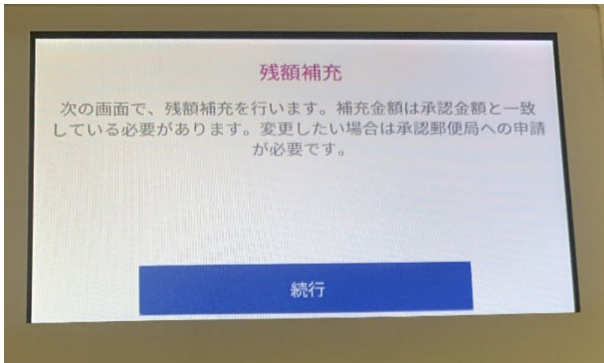 残額補充
次の画面で、残額補充を行います。補充金額は承認金額と一致
している必要があります。変更したい場合は承認郵便局への申請
が必要です。
続行